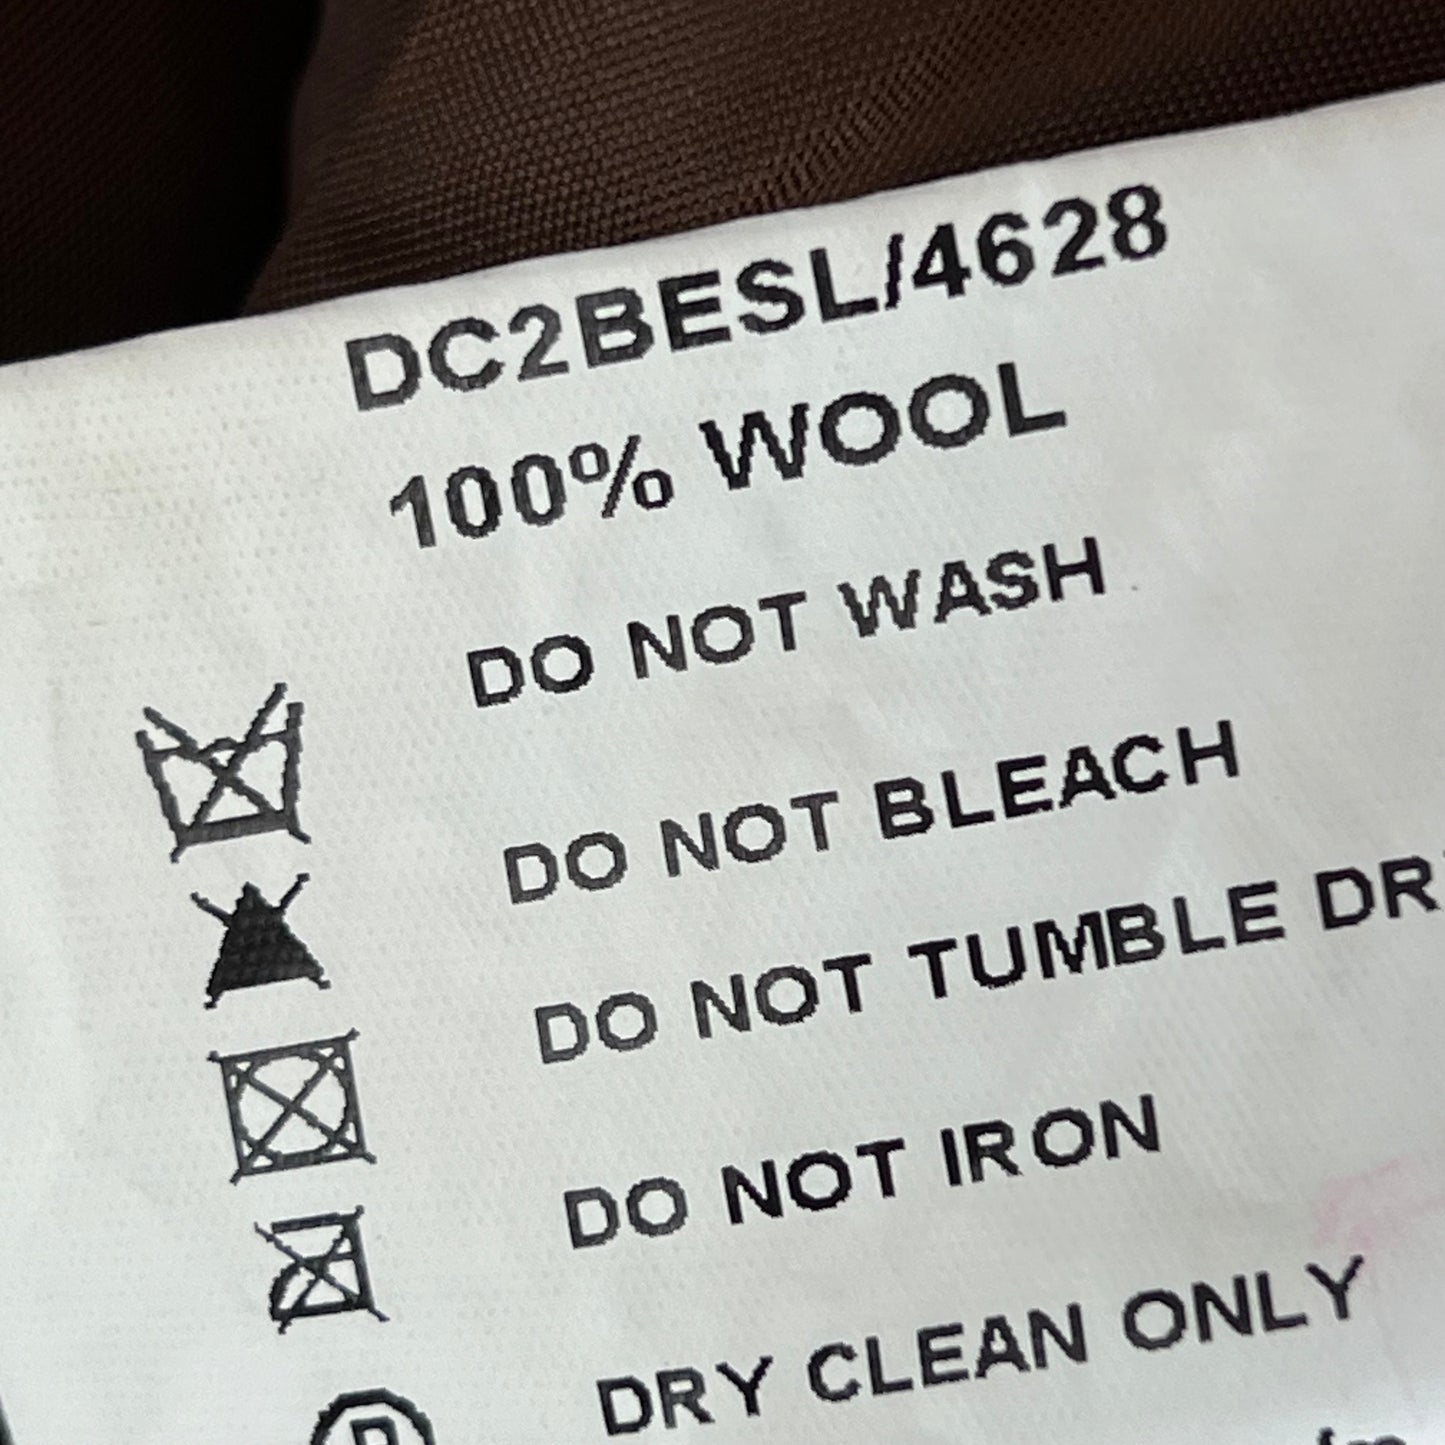 DC2BESL/4628
100% WOOL
DO NOT WASH
DO NOT BLEACH
DO NOT TUMBLE DR
DO NOT IRON
DRY CLEAN ONLY
P